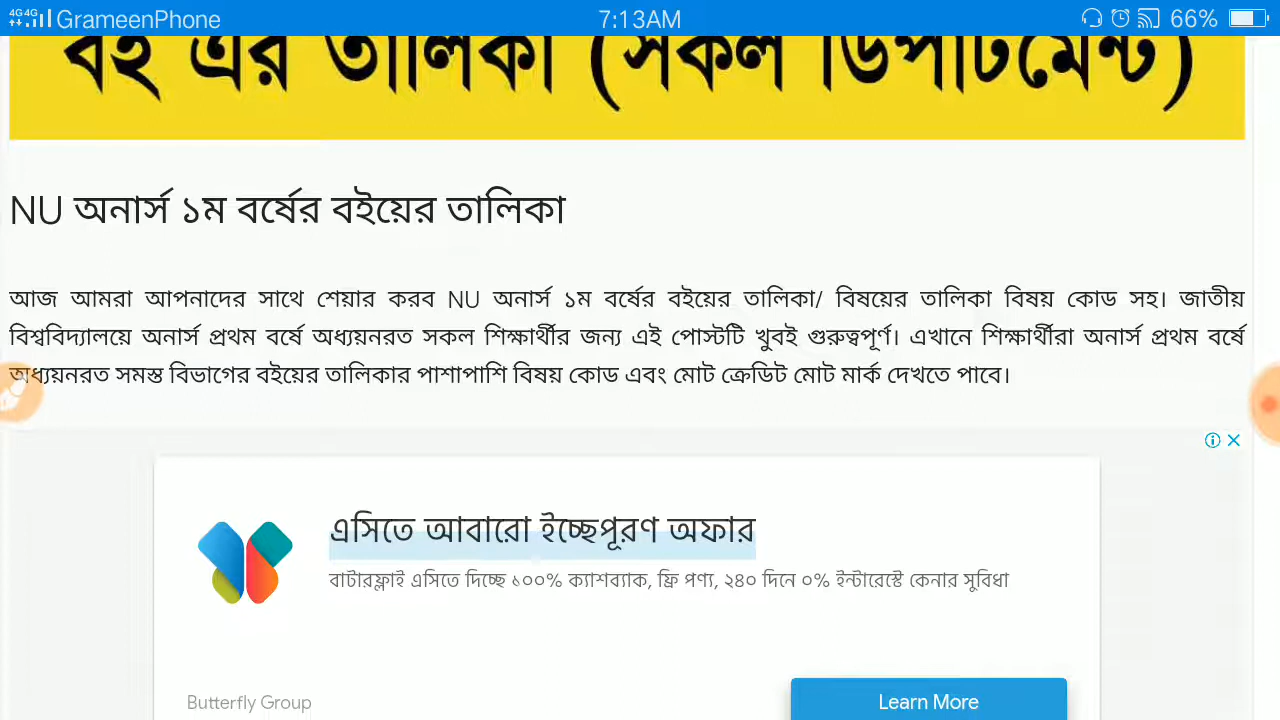 4G4G GrameenPhone 7:13AM 66%
বই এর তালিকা (সকল ডিপার্টমেন্ট)
NU অনার্স ১ম বর্ষের বইয়ের তালিকা
আজ আমরা আপনাদের সাথে শেয়ার করব NU অনার্স ১ম বর্ষের বইয়ের তালিকা/ বিষয়ের তালিকা বিষয় কোড সহ। জাতীয়
বিশ্ববিদ্যালয়ে অনার্স প্রথম বর্ষে অধ্যয়নরত সকল শিক্ষার্থীর জন্য এই পোস্টটি খুবই গুরুত্বপূর্ণ। এখানে শিক্ষার্থীরা অনার্স প্রথম বর্ষে
অধ্যয়নরত সমস্ত বিভাগের বইয়ের তালিকার পাশাপাশি বিষয় কোড এবং মোট ক্রেডিট মোট মার্ক দেখতে পাবে।
এসিতে আবারো ইচ্ছেপূরণ অফার
বাটারফ্লাই এসিতে দিচ্ছে ১০০% ক্যাশব্যাক, ফ্রি পণ্য, ২৪০ দিনে ০% ইন্টারেস্টে কেনার সুবিধা
Butterfly Group
Learn More